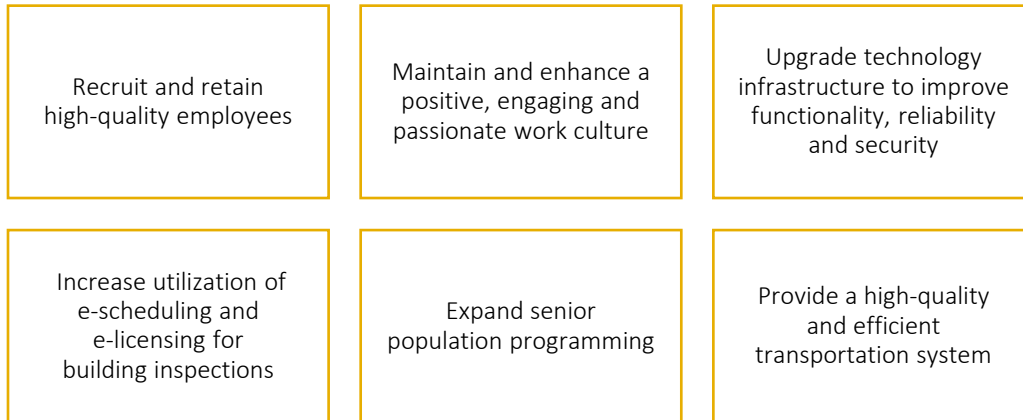 Recruit and retain
high-quality employees
Maintain and enhance a
positive, engaging and
passionate work culture
Upgrade technology
infrastructure to improve
functionality, reliability
and security
Increase utilization of
e-scheduling and
e-licensing for
building inspections
Expand senior
population programming
Provide a high-quality
and efficient
transportation system